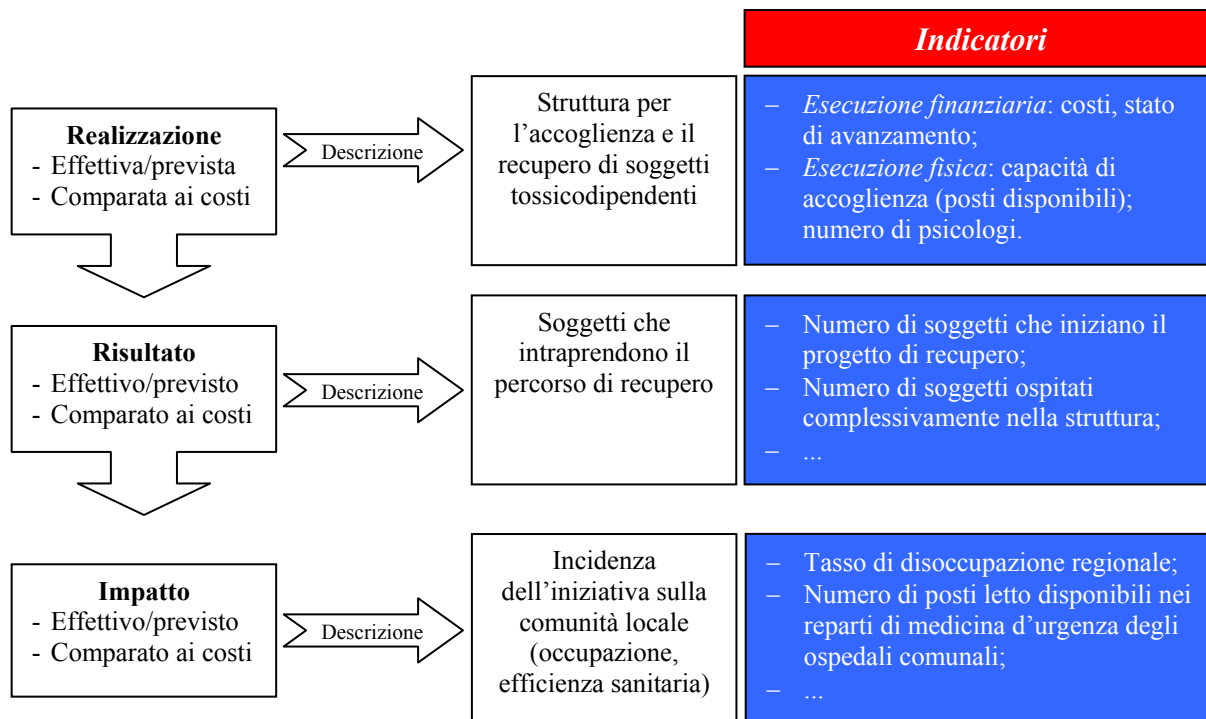 Indicatori
Realizzazione
- Effettiva/prevista
- Comparata ai costi
Descrizione
Struttura per
l’accoglienza e il
recupero di soggetti
tossicodipendenti
– Esecuzione finanziaria: costi, stato
di avanzamento;
– Esecuzione fisica: capacità di
accoglienza (posti disponibili);
numero di psicologi.
Risultato
- Effettivo/previsto
- Comparato ai costi
Descrizione
Soggetti che
intraprendono il
percorso di recupero
– Numero di soggetti che iniziano il
progetto di recupero;
– Numero di soggetti ospitati
complessivamente nella struttura;
– ...
Impatto
- Effettivo/previsto
- Comparato ai costi
Descrizione
Incidenza
dell’iniziativa sulla
comunità locale
(occupazione,
efficienza sanitaria)
– Tasso di disoccupazione regionale;
– Numero di posti letto disponibili nei
reparti di medicina d’urgenza degli
ospedali comunali;
– ...